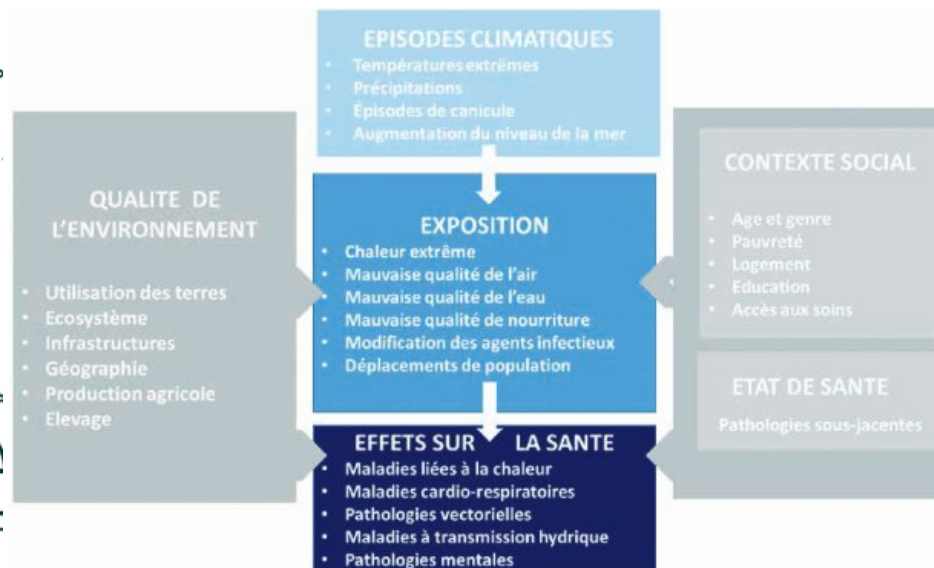 EPISODES CLIMATIQUES
• Températures extrêmes
• Précipitations
• Épisodes de canicule
• Augmentation du niveau de la mer
QUALITE DE
L'ENVIRONNEMENT
• Utilisation des terres
• Ecosystème
• Infrastructures
• Géographie
• Production agricole
• Elevage
EXPOSITION
• Chaleur extrême
• Mauvaise qualité de l'air
• Mauvaise qualité de l'eau
• Mauvaise qualité de nourriture
• Modification des agents infectieux
• Déplacements de population
CONTEXTE SOCIAL
• Age et genre
• Pauvreté
• Logement
• Education
• Accès aux soins
ETAT DE SANTE
Pathologies sous-jacentes
EFFETS SUR LA SANTE
• Maladies liées à la chaleur
• Maladies cardio-respiratoires
• Pathologies vectorielles
• Maladies à transmission hydrique
• Pathologies mentales